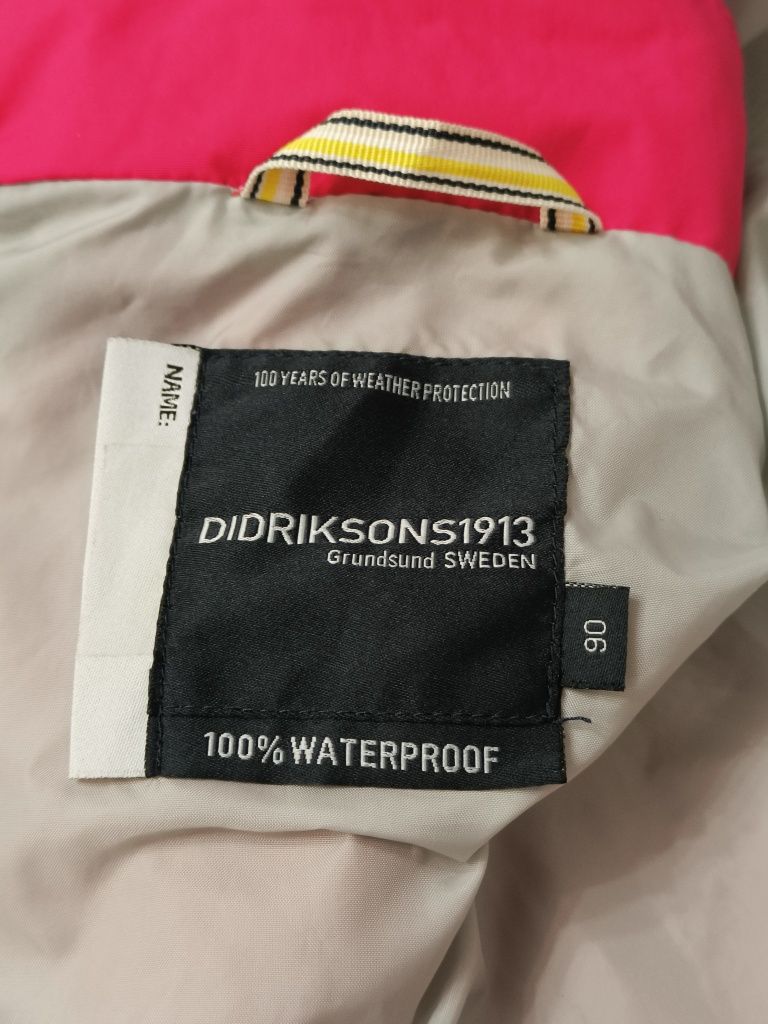 NAME:
100 YEARS OF WEATHER PROTECTION
DIDRIKSONS1913
Grundsund SWEDEN
90
100% WATERPROOF